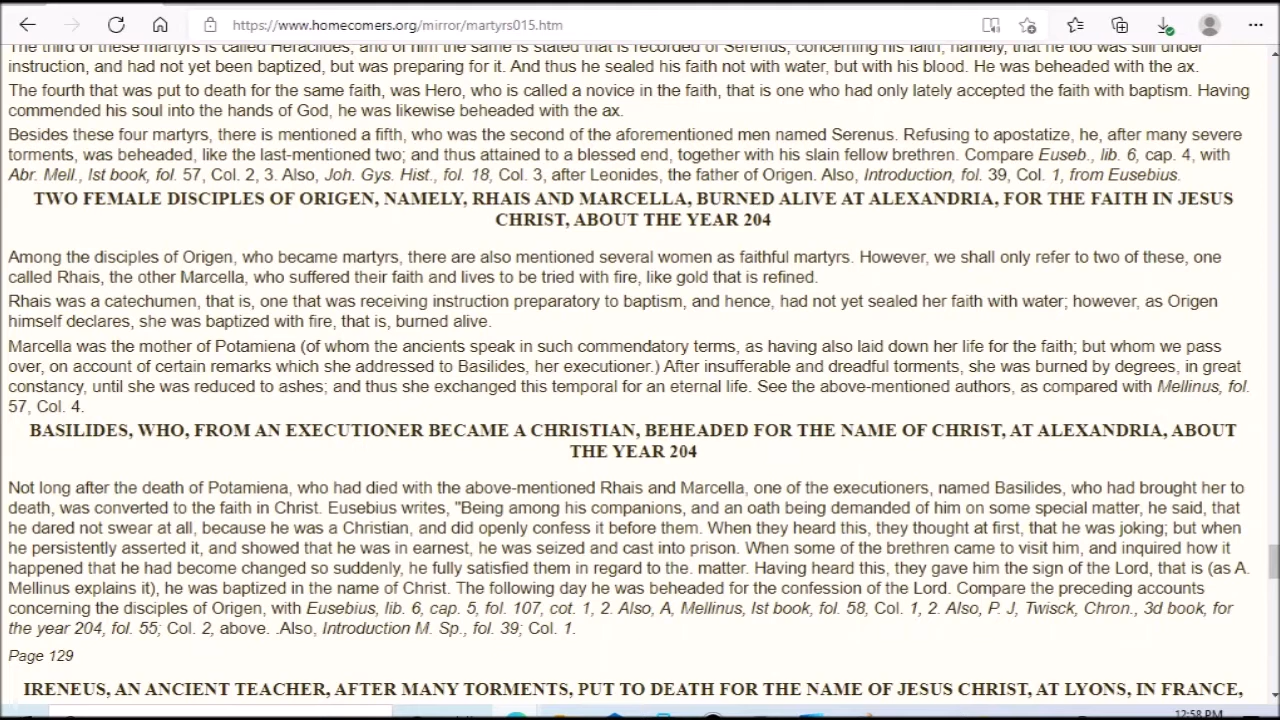 https://www.homecomers.org/mirror/martyrs015.htm
The third of these martyrs is called Heraclides, and of him the same is stated that is recorded of Serenus, concerning his faith, namely, that he too was still under
instruction, and had not yet been baptized, but was preparing for it. And thus he sealed his faith not with water, but with his blood. He was beheaded with the ax.
The fourth that was put to death for the same faith, was Hero, who is called a novice in the faith, that is one who had only lately accepted the faith with baptism. Having
commended his soul into the hands of God, he was likewise beheaded with the ax.
Besides these four martyrs, there is mentioned a fifth, who was the second of the aforementioned men named Serenus. Refusing to apostatize, he, after many severe
torments, was beheaded, like the last-mentioned two; and thus attained to a blessed end, together with his slain fellow brethren. Compare Euseb., lib. 6, cap. 4, with
Abr. Mell., Ist book, fol. 57, Col. 2, 3. Also, Joh. Gys. Hist., fol. 18, Col. 3, after Leonides, the father of Origen. Also, Introduction, fol. 39, Col. 1, from Eusebius.
TWO FEMALE DISCIPLES OF ORIGEN, NAMELY, RHAIS AND MARCELLA, BURNED ALIVE AT ALEXANDRIA, FOR THE FAITH IN JESUS
CHRIST, ABOUT THE YEAR 204
Among the disciples of Origen, who became martyrs, there are also mentioned several women as faithful martyrs. However, we shall only refer to two of these, one
called Rhais, the other Marcella, who suffered their faith and lives to be tried with fire, like gold that is refined.
Rhais was a catechumen, that is, one that was receiving instruction preparatory to baptism, and hence, had not yet sealed her faith with water; however, as Origen
himself declares, she was baptized with fire, that is, burned alive.
Marcella was the mother of Potamiena (of whom the ancients speak in such commendatory terms, as having also laid down her life for the faith; but whom we pass
over, on account of certain remarks which she addressed to Basilides, her executioner.) After insufferable and dreadful torments, she was burned by degrees, in great
constancy, until she was reduced to ashes; and thus she exchanged this temporal for an eternal life. See the above-mentioned authors, as compared with Mellinus, fol.
57, Col. 4.
BASILIDES, WHO, FROM AN EXECUTIONER BECAME A CHRISTIAN, BEHEADED FOR THE NAME OF CHRIST, AT ALEXANDRIA, ABOUT
THE YEAR 204
Not long after the death of Potamiena, who had died with the above-mentioned Rhais and Marcella, one of the executioners, named Basilides, who had brought her to
death, was converted to the faith in Christ. Eusebius writes, "Being among his companions, and an oath being demanded of him on some special matter, he said, that
he dared not swear at all, because he was a Christian, and did openly confess it before them. When they heard this, they thought at first, that he was joking; but when
he persistently asserted it, and showed that he was in earnest, he was seized and cast into prison. When some of the brethren came to visit him, and inquired how it
happened that he had become changed so suddenly, he fully satisfied them in regard to the. matter. Having heard this, they gave him the sign of the Lord, that is (as A.
Mellinus explains it), he was baptized in the name of Christ. The following day he was beheaded for the confession of the Lord. Compare the preceding accounts
concerning the disciples of Origen, with Eusebius, lib. 6, cap. 5, fol. 107, cot. 1, 2. Also, A, Mellinus, Ist book, fol. 58, Col. 1, 2. Also, P. J, Twisck, Chron., 3d book, for
the year 204, fol. 55; Col. 2, above. .Also, Introduction M. Sp., fol. 39; Col. 1.
Page 129
IRENEUS, AN ANCIENT TEACHER, AFTER MANY TORMENTS, PUT TO DEATH FOR THE NAME OF JESUS CHRIST, AT LYONS, IN FRANCE,
12:58 PM